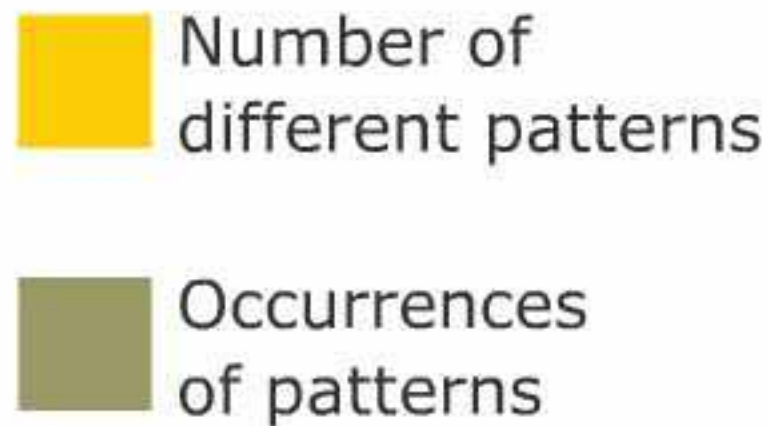 Number of
different patterns
Occurrences
of patterns